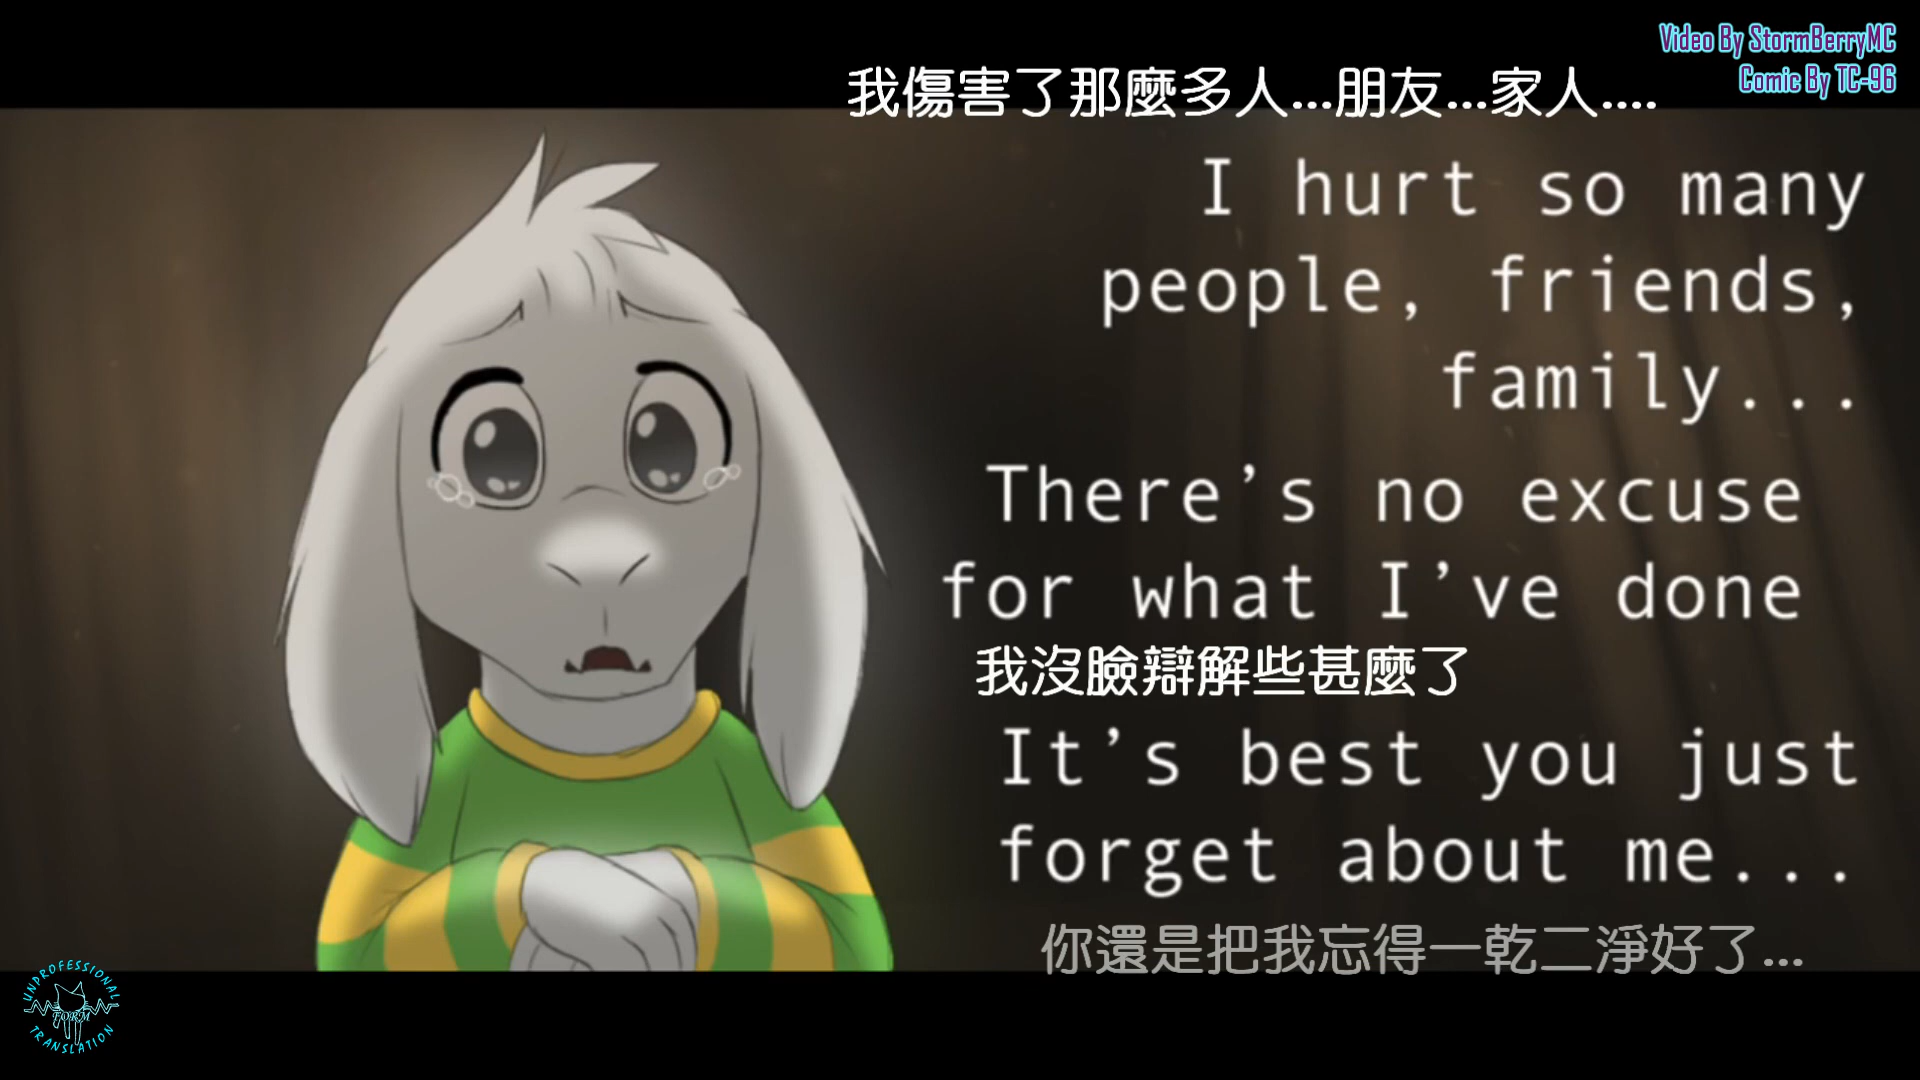 Video By StormBerryMC
Comic By TC-96
我傷害了那麼多人...朋友...家人....
I hurt so many
people, friends,
family...
There's no excuse
for what I've done
我沒臉辯解些甚麼了
It's best you just
forget about me...
你還是把我忘得一乾二淨好了...
UNPROFESSIONAL
FORM
TRANSLATION